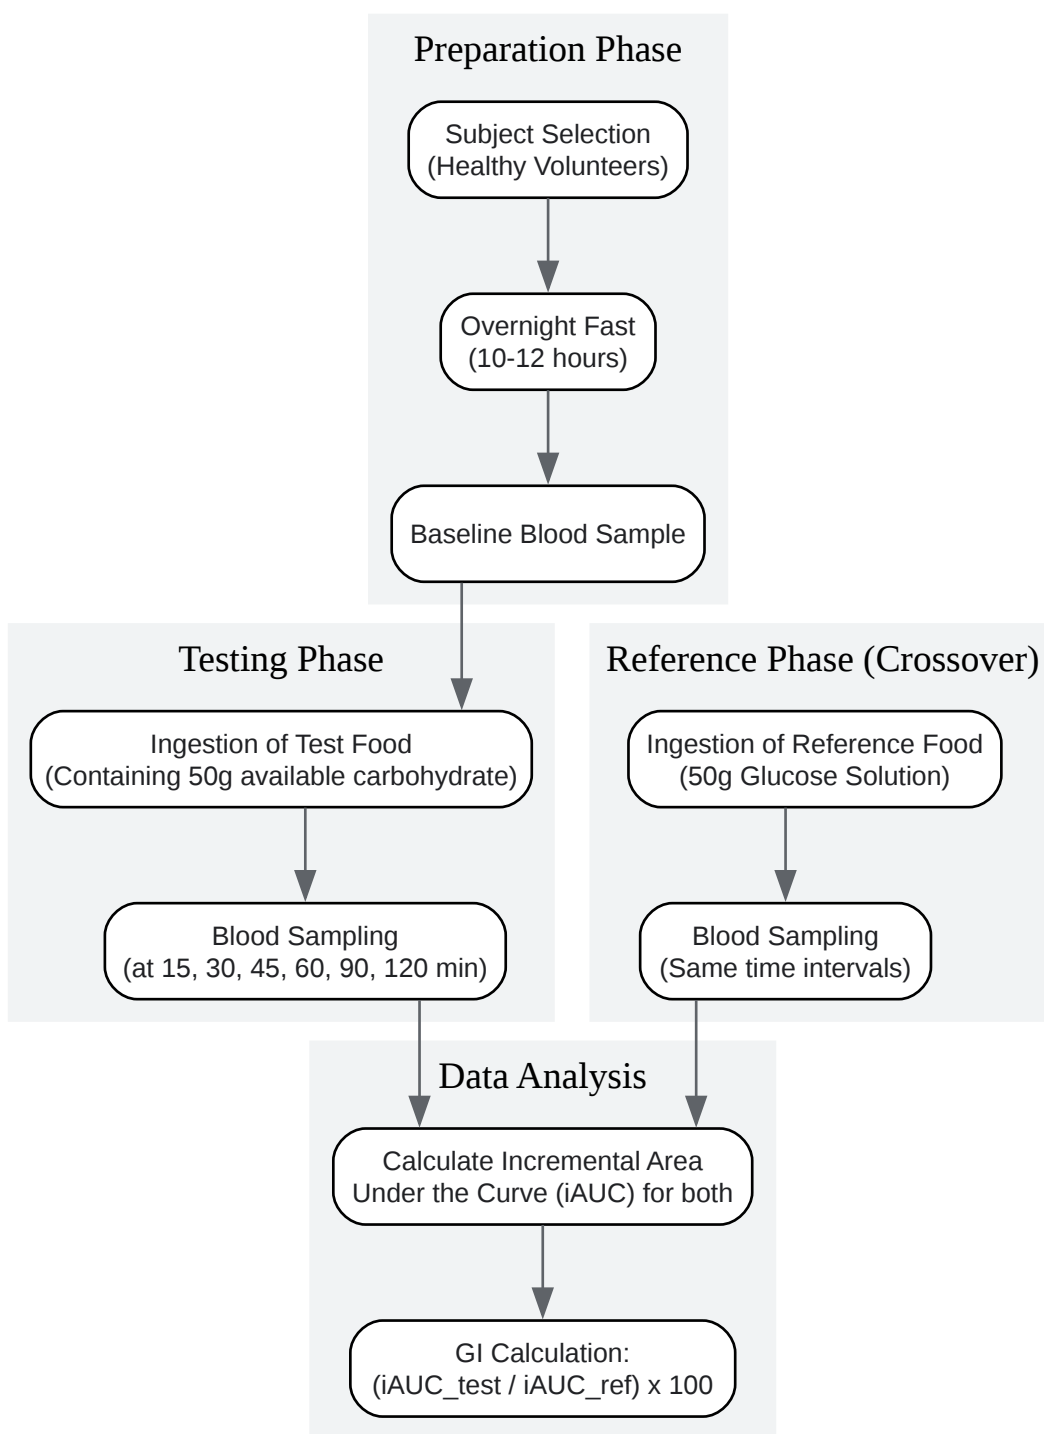 Preparation Phase
Subject Selection
(Healthy Volunteers)
Overnight Fast
(10-12 hours)
Baseline Blood Sample
Testing Phase
Ingestion of Test Food
(Containing 50g available carbohydrate)
Blood Sampling
(at 15, 30, 45, 60, 90, 120 min)
Reference Phase (Crossover)
Ingestion of Reference Food
(50g Glucose Solution)
Blood Sampling
(Same time intervals)
Data Analysis
Calculate Incremental Area
Under the Curve (iAUC) for both
GI Calculation:
(iAUC_test / iAUC_ref) x 100